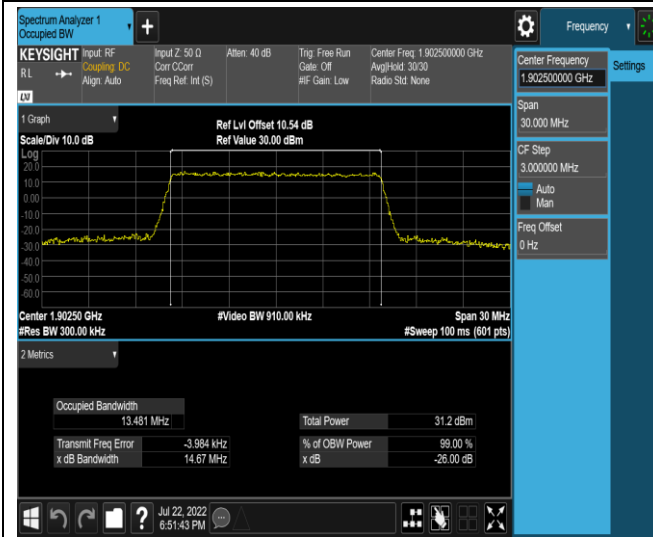 Spectrum Analyzer 1
Occupied BW
Frequency
KEYSIGHT
RL
Input: RF
Coupling: DC
Align: Auto
Input Z: 50 Ω
Corr CCorr
Freq Ref: Int (S)
Atten: 40 dB
Trig: Free Run
Gate: Off
#IF Gain: Low
Center Freq: 1.902500000 GHz
Avg|Hold: 30/30
Radio Std: None
Center Frequency
1.902500000 GHz
Settings
Span
30.000 MHz
CF Step
3.000000 MHz
Auto
Man
Freq Offset
0 Hz
1 Graph
Scale/Div 10.0 dB
Ref Lvl Offset 10.54 dB
Ref Value 30.00 dBm
Log
20.0
10.0
0.00
-10.0
-20.0
-30.0
-40.0
-50.0
-60.0
Center 1.90250 GHz
#Video BW 910.00 kHz
Span 30 MHz
#Res BW 300.00 kHz
#Sweep 100 ms (601 pts)
2 Metrics
Occupied Bandwidth
13.481 MHz
Total Power 31.2 dBm
Transmit Freq Error -3.984 kHz
% of OBW Power 99.00 %
x dB Bandwidth 14.67 MHz
x dB -26.00 dB
Jul 22, 2022
6:51:43 PM